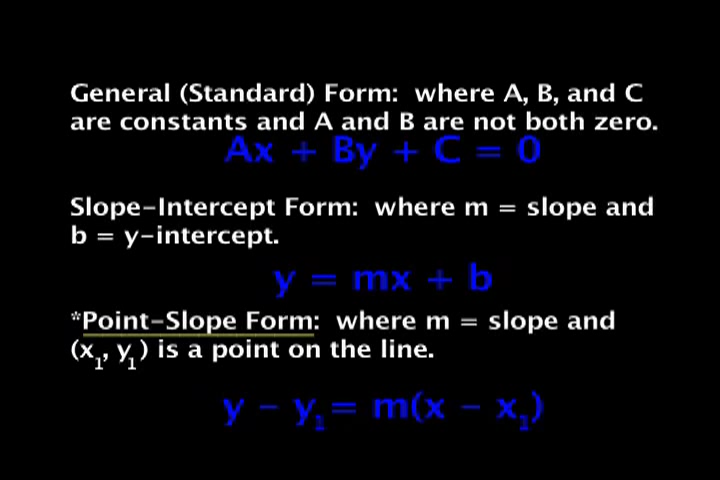 General (Standard) Form:  where A, B, and C
are constants and A and B are not both zero.
Ax + By + C = 0
Slope-Intercept Form:  where m = slope and
b = y-intercept.
y = mx + b
*Point-Slope Form:  where m = slope and
(x₁, y₁) is a point on the line.
y - y₁= m(x - x₁)